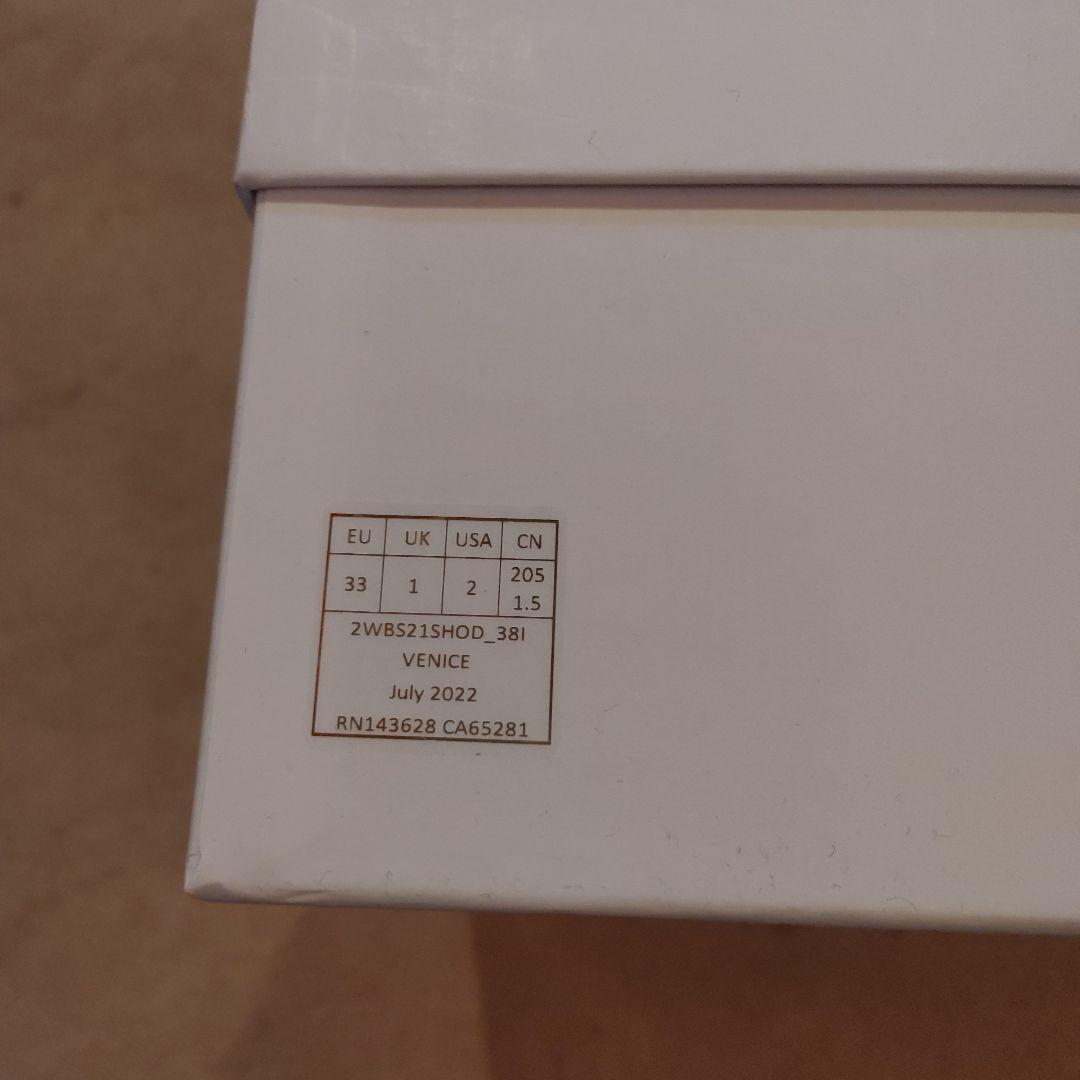 EU UK USA CN
33 1 2 205
1.5
2WBS21SHOD_38I
VENICE
July 2022
RN143628 CA65281